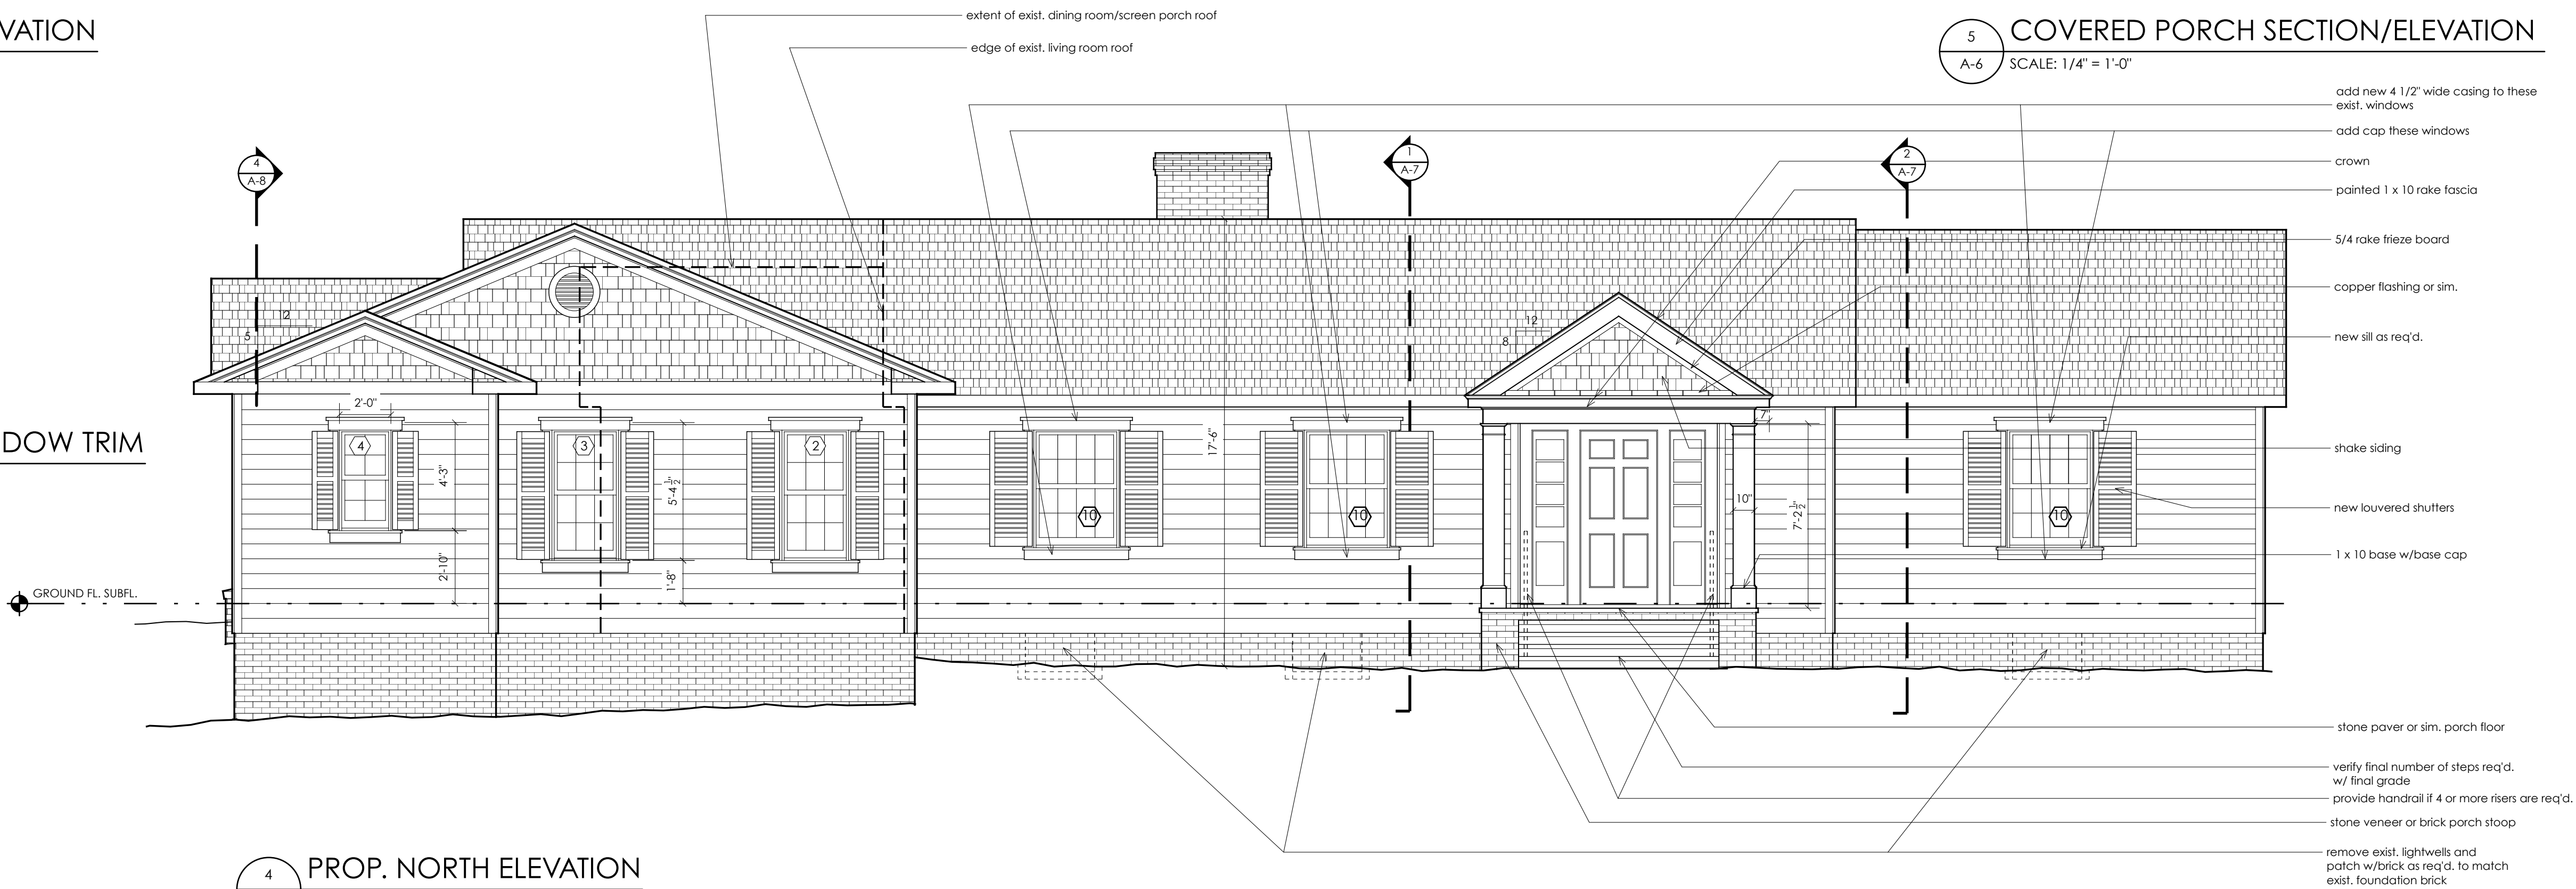 VATION
extent of exist. dining room/screen porch roof
edge of exist. living room roof
5
A-6
COVERED PORCH SECTION/ELEVATION
SCALE: 1/4" = 1'-0"
add new 4 1/2" wide casing to these
exist. windows
add cap these windows
crown
painted 1 x 10 rake fascia
5/4 rake frieze board
copper flashing or sim.
new sill as req'd.
shake siding
new louvered shutters
1 x 10 base w/base cap
stone paver or sim. porch floor
verify final number of steps req'd.
w/ final grade
provide handrail if 4 or more risers are req'd.
stone veneer or brick porch stoop
remove exist. lightwells and
patch w/brick as req'd. to match
exist. foundation brick
4
A-8
1
A-7
2
A-7
12
5
12
8
DOW TRIM
2'-0"
4
4'-3"
2'-10"
3
5'-4 1/2"
1'-8"
2
10
17'-6"
10
7"
10"
7'-2 1/2"
10
GROUND FL. SUBFL.
4
PROP. NORTH ELEVATION